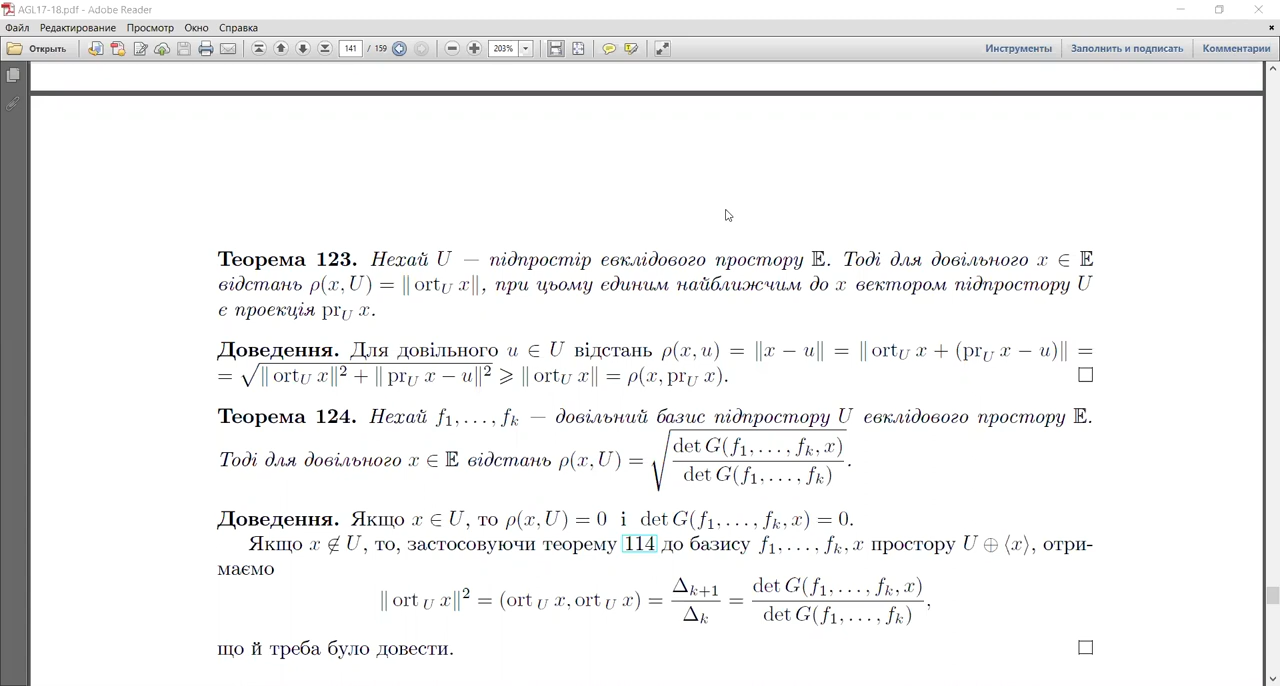 AGL17-18.pdf - Adobe Reader
Файл Редактирование Просмотр Окно Справка
Открыть 141 / 159 203% Инструменты Заполнить и подписать Комментарии
Теорема 123. Нехай U — підпростір евклідового простору 𝔼. Тоді для довільного x ∈ 𝔼
відстань ρ(x, U) = ‖ ort_U x‖, при цьому єдиним найближчим до x вектором підпростору U
є проекція pr_U x.
Доведення. Для довільного u ∈ U відстань ρ(x, u) = ‖x − u‖ = ‖ ort_U x + (pr_U x − u)‖ =
= √(‖ ort_U x‖² + ‖ pr_U x − u‖²) ⩾ ‖ ort_U x‖ = ρ(x, pr_U x). □
Теорема 124. Нехай f₁, . . . , f_k — довільний базис підпростору U евклідового простору 𝔼.
Тоді для довільного x ∈ 𝔼 відстань ρ(x, U) = √(det G(f₁, . . . , f_k, x) / det G(f₁, . . . , f_k)).
Доведення. Якщо x ∈ U, то ρ(x, U) = 0 і det G(f₁, . . . , f_k, x) = 0.
Якщо x ∉ U, то, застосовуючи теорему 114 до базису f₁, . . . , f_k, x простору U ⊕ ⟨x⟩, отри-
маємо
‖ ort_U x‖² = (ort_U x, ort_U x) = Δ_{k+1} / Δ_k = det G(f₁, . . . , f_k, x) / det G(f₁, . . . , f_k),
що й треба було довести. □